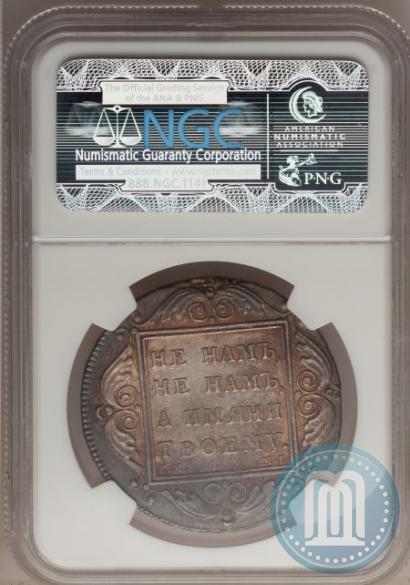 The Official Grading Service
of the ANA & PNG
NGC
Numismatic Guaranty Corporation
Terms & Conditions – www.ngcterms.com
888.NGC.1141
AMERICAN
NUMISMATIC
ASSOCIATION
PNG
НЕ НАМЪ,
НЕ НАМЪ,
А ИМЯНИ
ТВОЕМУ.